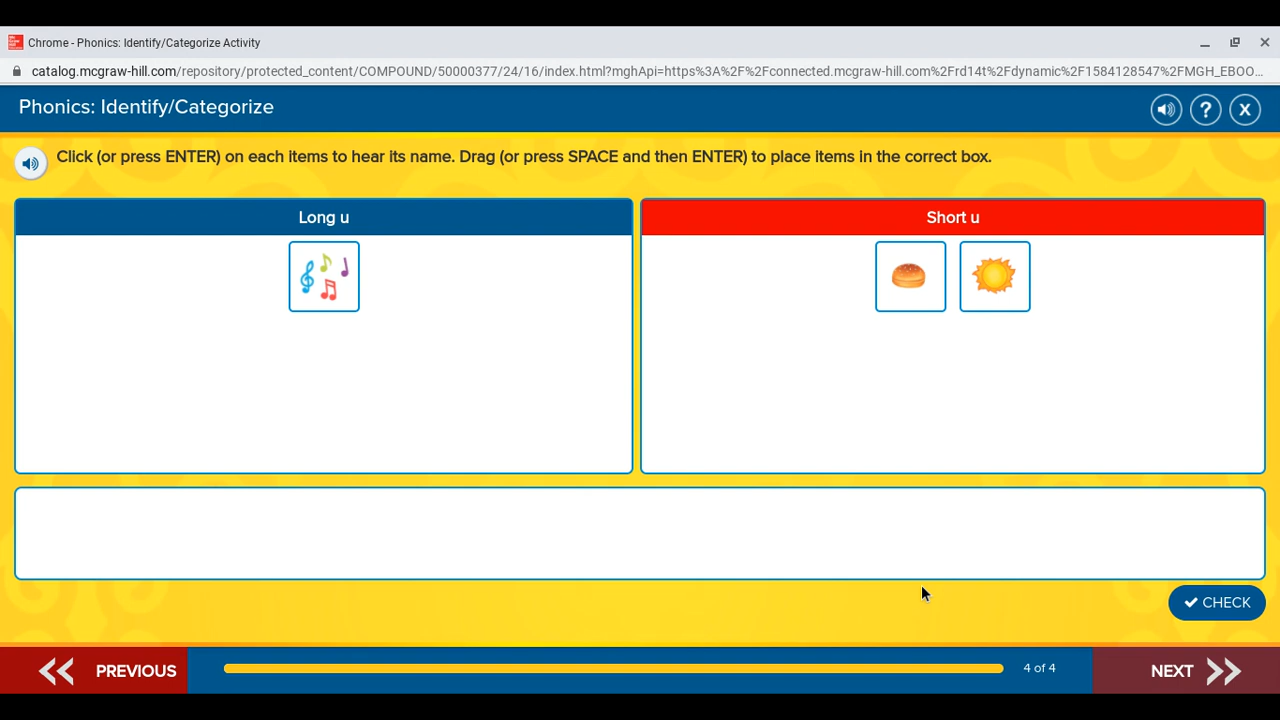 Chrome - Phonics: Identify/Categorize Activity
catalog.mcgraw-hill.com/repository/protected_content/COMPOUND/50000377/24/16/index.html?mghApi=https%3A%2F%2Fconnected.mcgraw-hill.com%2Frd14t%2Fdynamic%2F1584128547%2FMGH_EBOO...
Phonics: Identify/Categorize
?
X
Click (or press ENTER) on each items to hear its name. Drag (or press SPACE and then ENTER) to place items in the correct box.
Long u
Short u
CHECK
PREVIOUS
4 of 4
NEXT